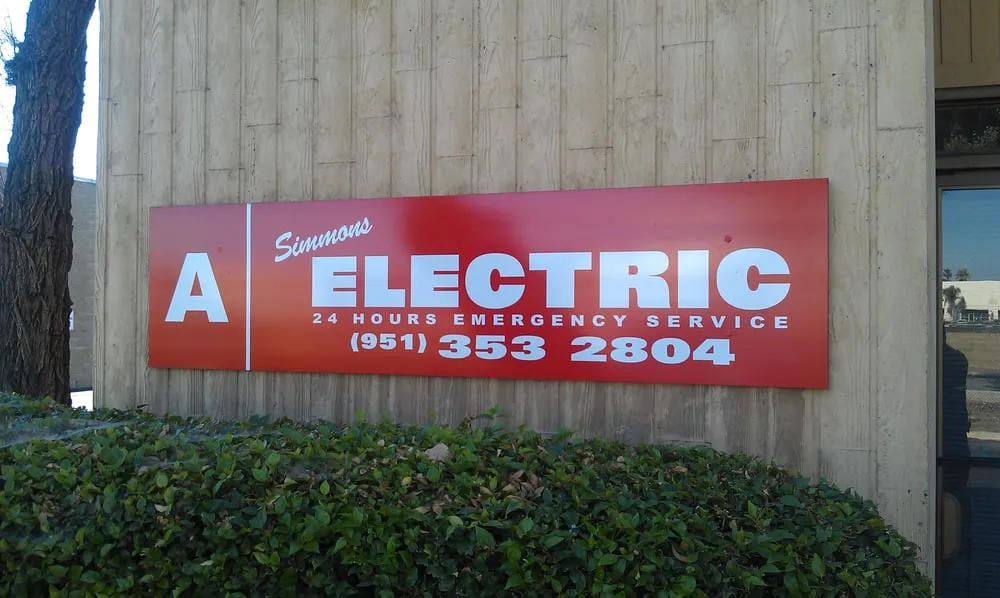 A
Simmons
ELECTRIC
24 HOURS EMERGENCY SERVICE
(951) 353 2804